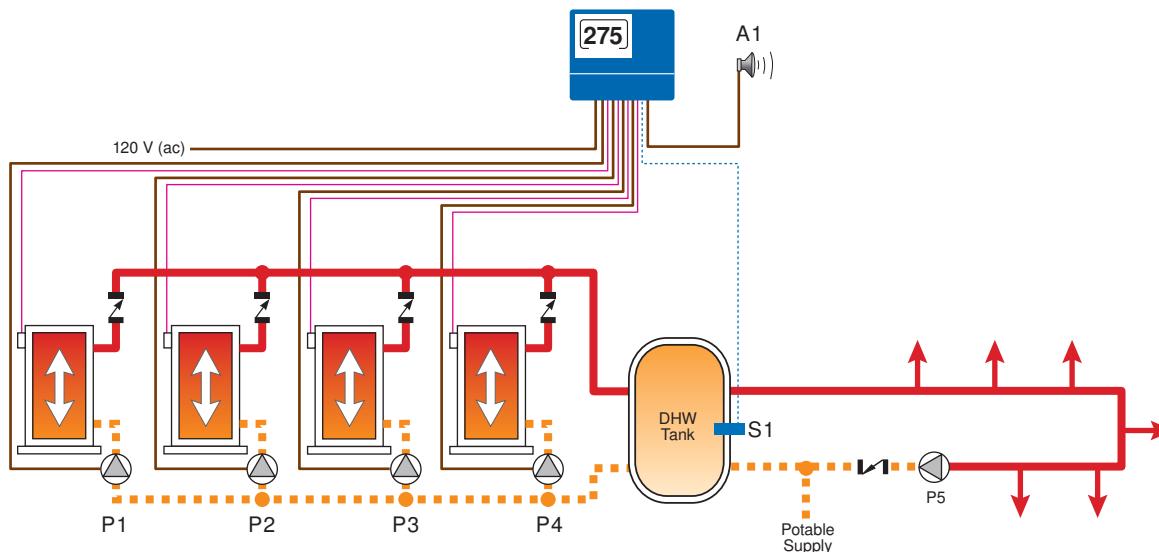 275
A1
120 V (ac)
DHW
Tank
S1
P1
P2
P3
P4
P5
Potable
Supply